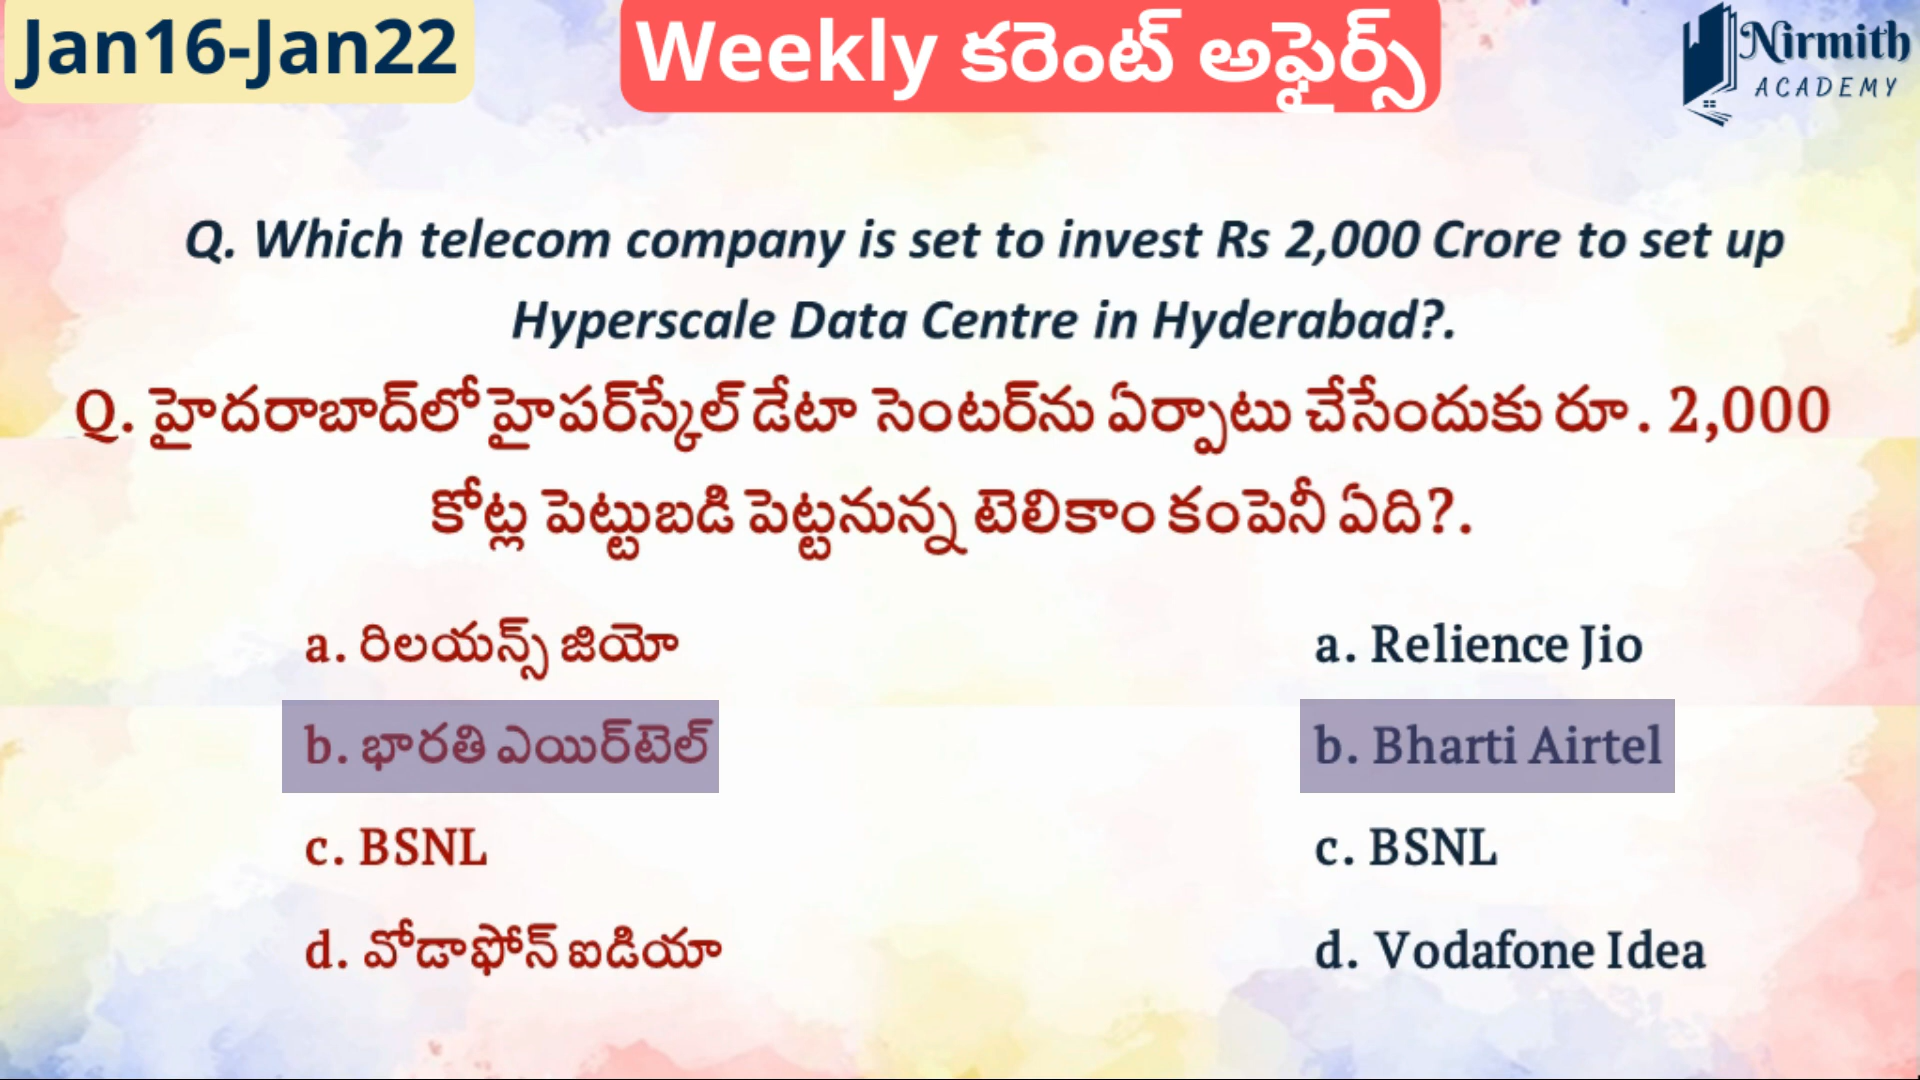 Jan16-Jan22
Weekly కరెంట్ అఫైర్స్
Nirmith
ACADEMY
Q. Which telecom company is set to invest Rs 2,000 Crore to set up
Hyperscale Data Centre in Hyderabad?.
Q. హైదరాబాద్‌లో హైపర్‌స్కేల్ డేటా సెంటర్‌ను ఏర్పాటు చేసేందుకు రూ. 2,000
కోట్ల పెట్టుబడి పెట్టనున్న టెలికాం కంపెనీ ఏది?.
a. రిలయన్స్ జియో
b. భారతి ఎయిర్‌టెల్
c. BSNL
d. వోడాఫోన్ ఐడియా
a. Relience Jio
b. Bharti Airtel
c. BSNL
d. Vodafone Idea